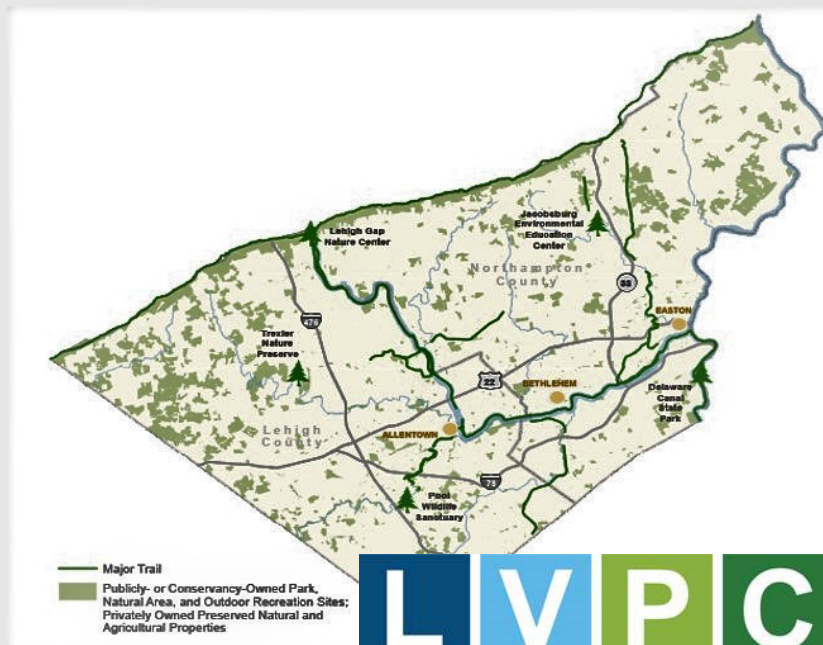 Lehigh Gap
Nature Center
Jacobsburg
Environmental
Education
Center
Northampton
County
33
476
EASTON
Trexler
Nature
Preserve
22
BETHLEHEM
Delaware
Canal
State
Park
Lehigh
County
ALLENTOWN
78
Pool
Wildlife
Sanctuary
Major Trail
Publicly- or Conservancy-Owned Park,
Natural Area, and Outdoor Recreation Sites;
Privately Owned Preserved Natural and
Agricultural Properties
LVPC